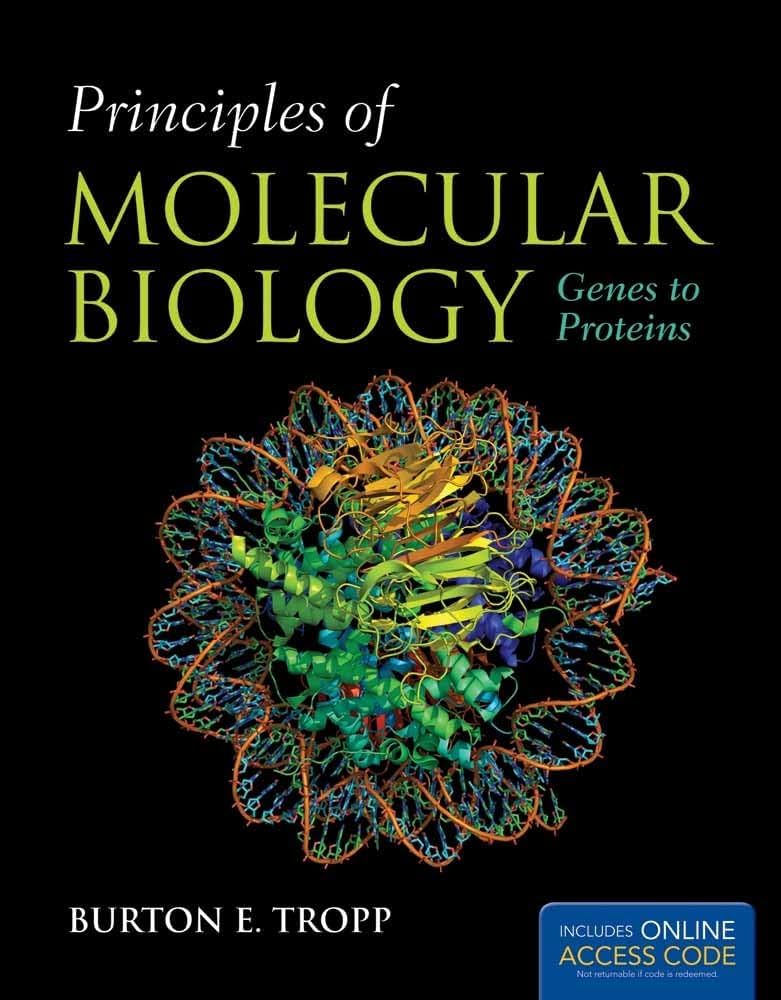 Principles of
MOLECULAR
BIOLOGY
Genes to
Proteins
BURTON E. TROPP
INCLUDES ONLINE
ACCESS CODE
Not returnable if code is redeemed.